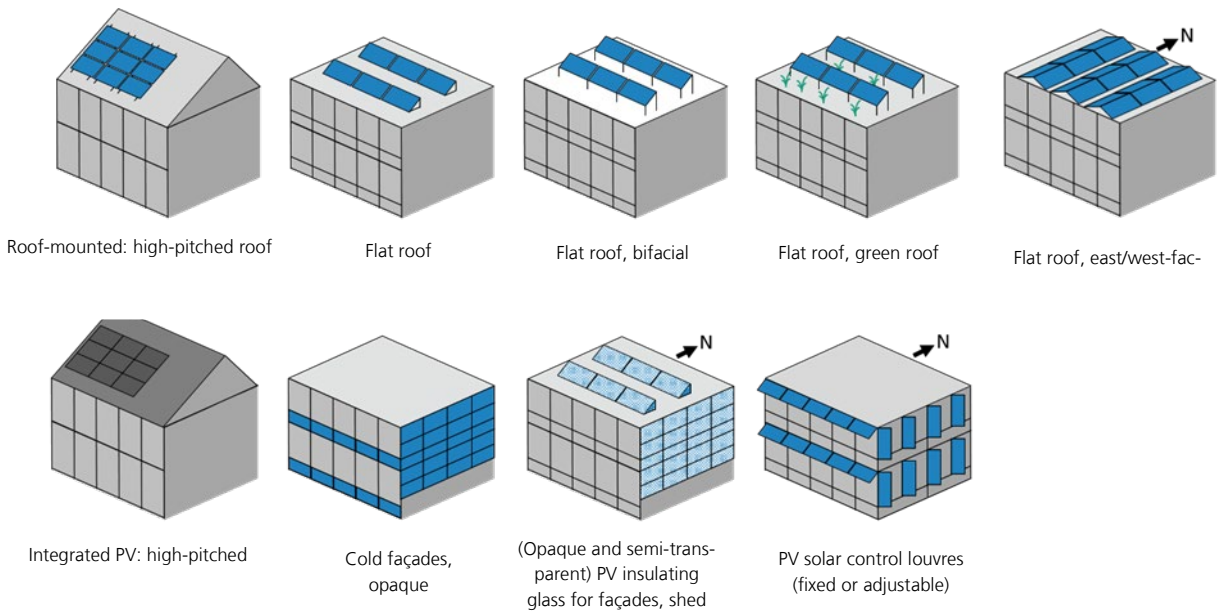 N
Roof-mounted: high-pitched roof
Flat roof
Flat roof, bifacial
Flat roof, green roof
Flat roof, east/west-fac-
N
N
Integrated PV: high-pitched
Cold façades,
opaque
(Opaque and semi-trans-
parent) PV insulating
glass for façades, shed
PV solar control louvres
(fixed or adjustable)